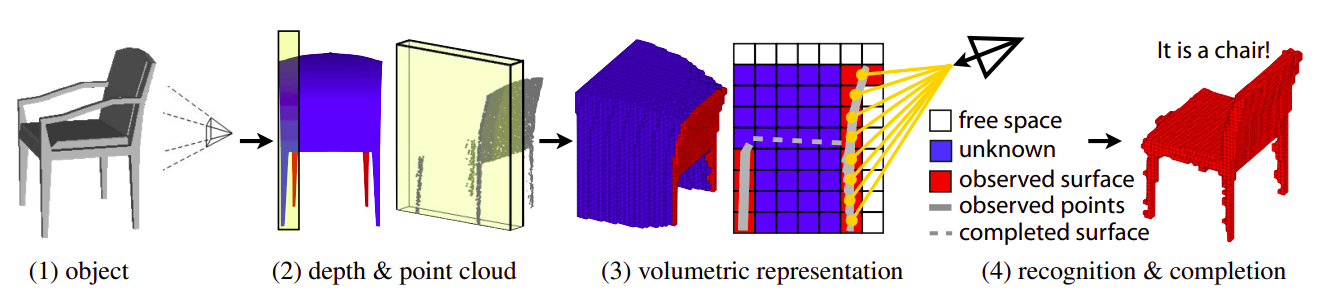 It is a chair!
free space
unknown
observed surface
observed points
completed surface
(1) object
(2) depth & point cloud
(3) volumetric representation
(4) recognition & completion